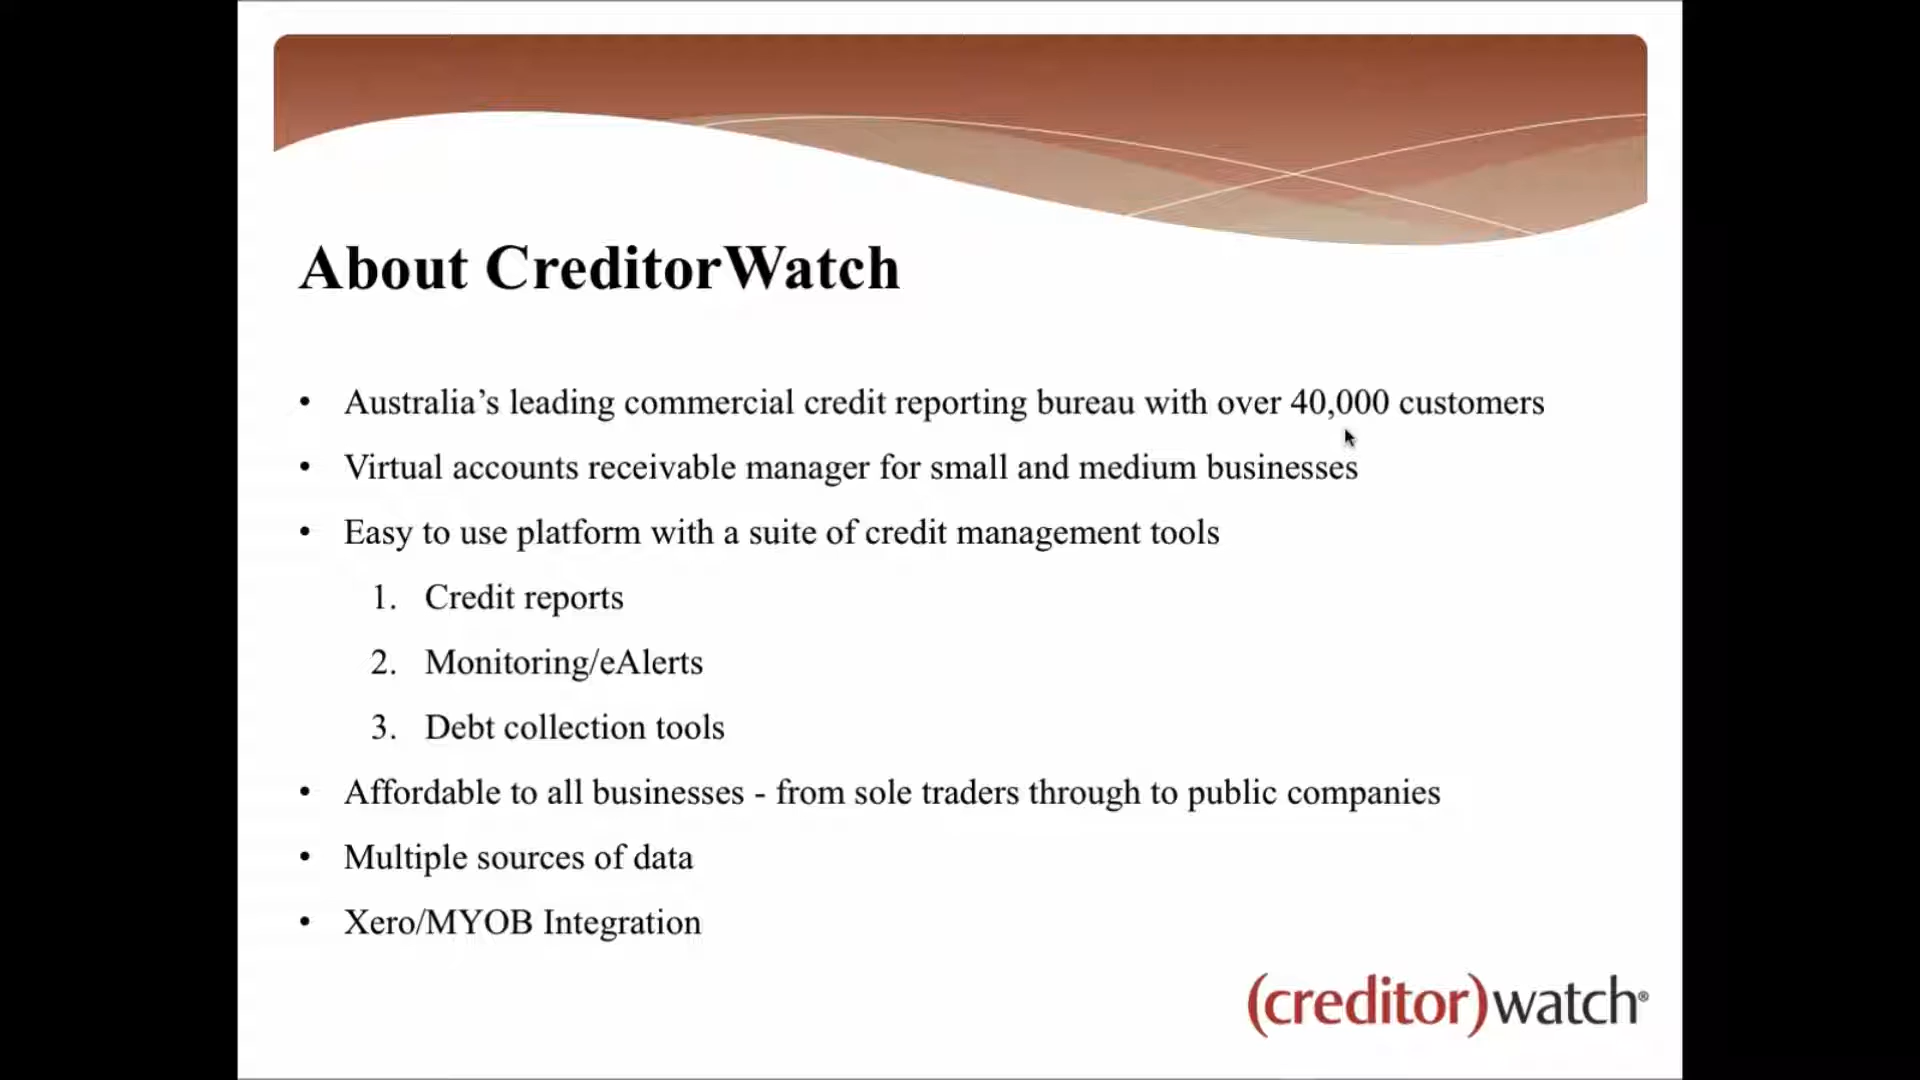 About CreditorWatch
• Australia’s leading commercial credit reporting bureau with over 40,000 customers
• Virtual accounts receivable manager for small and medium businesses
• Easy to use platform with a suite of credit management tools
1. Credit reports
2. Monitoring/eAlerts
3. Debt collection tools
• Affordable to all businesses - from sole traders through to public companies
• Multiple sources of data
• Xero/MYOB Integration
(creditor)watch®